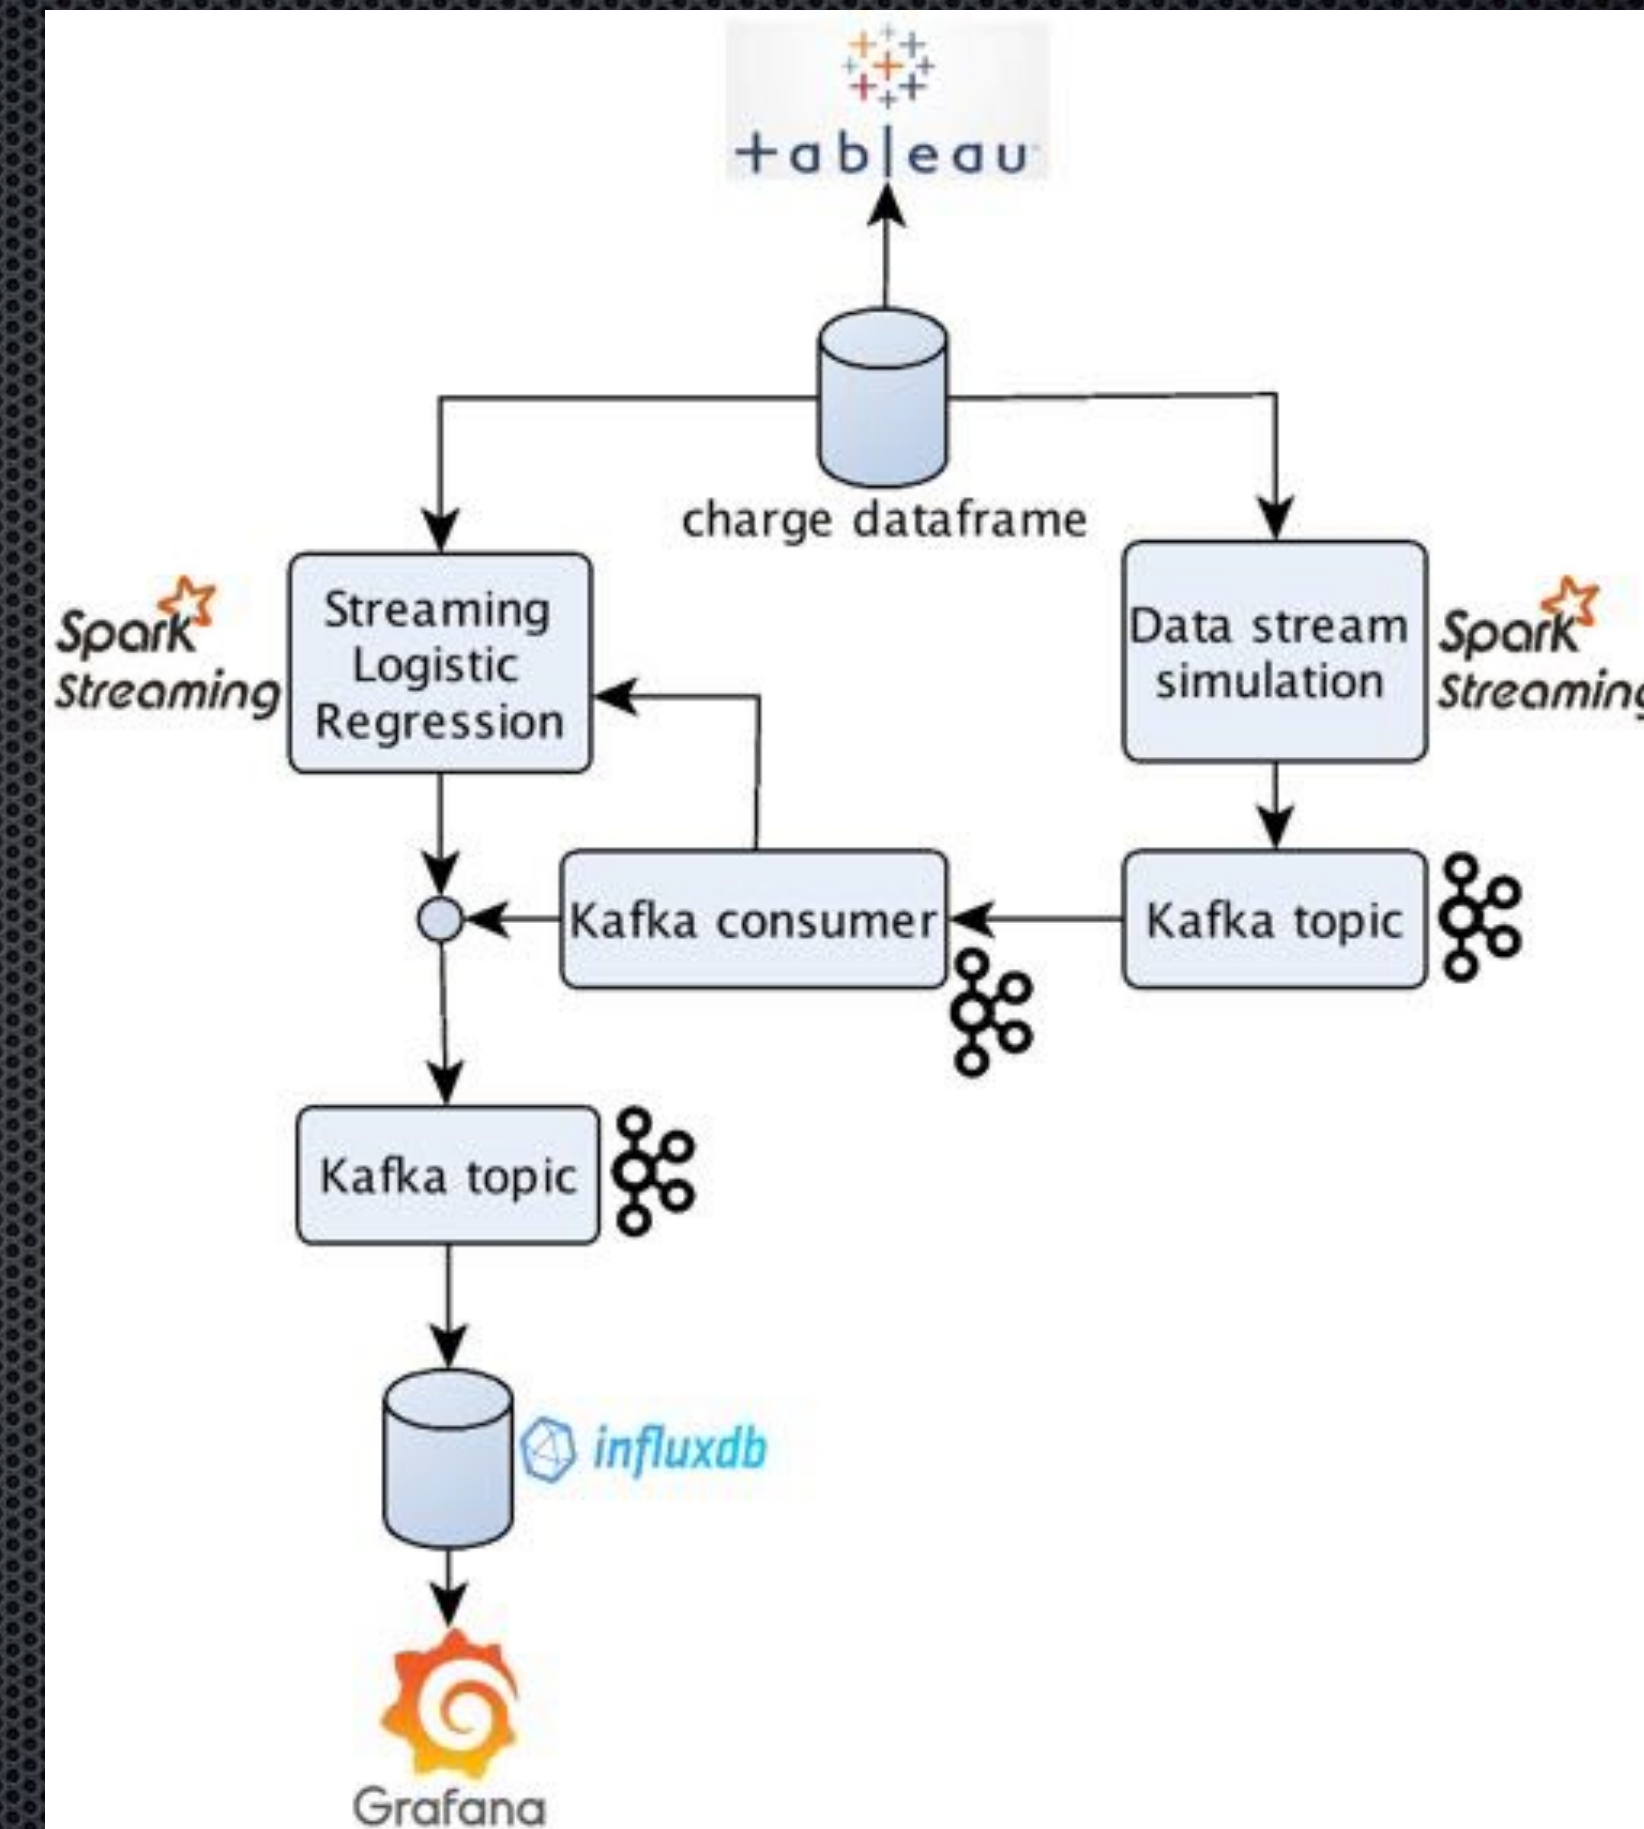 +ableau
charge dataframe
Spark
Streaming
Streaming
Logistic
Regression
Data stream
simulation
Spark
Streaming
Kafka consumer
Kafka topic
Kafka topic
influxdb
Grafana